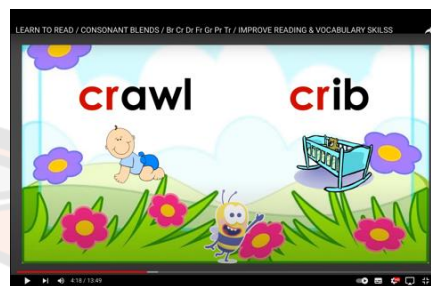 LEARN TO READ / CONSONANT BLENDS / Br Cr Dr Fr Gr Pr Tr / IMPROVE READING & VOCABULARY SKILSS
crawl crib
4:18 / 13:49